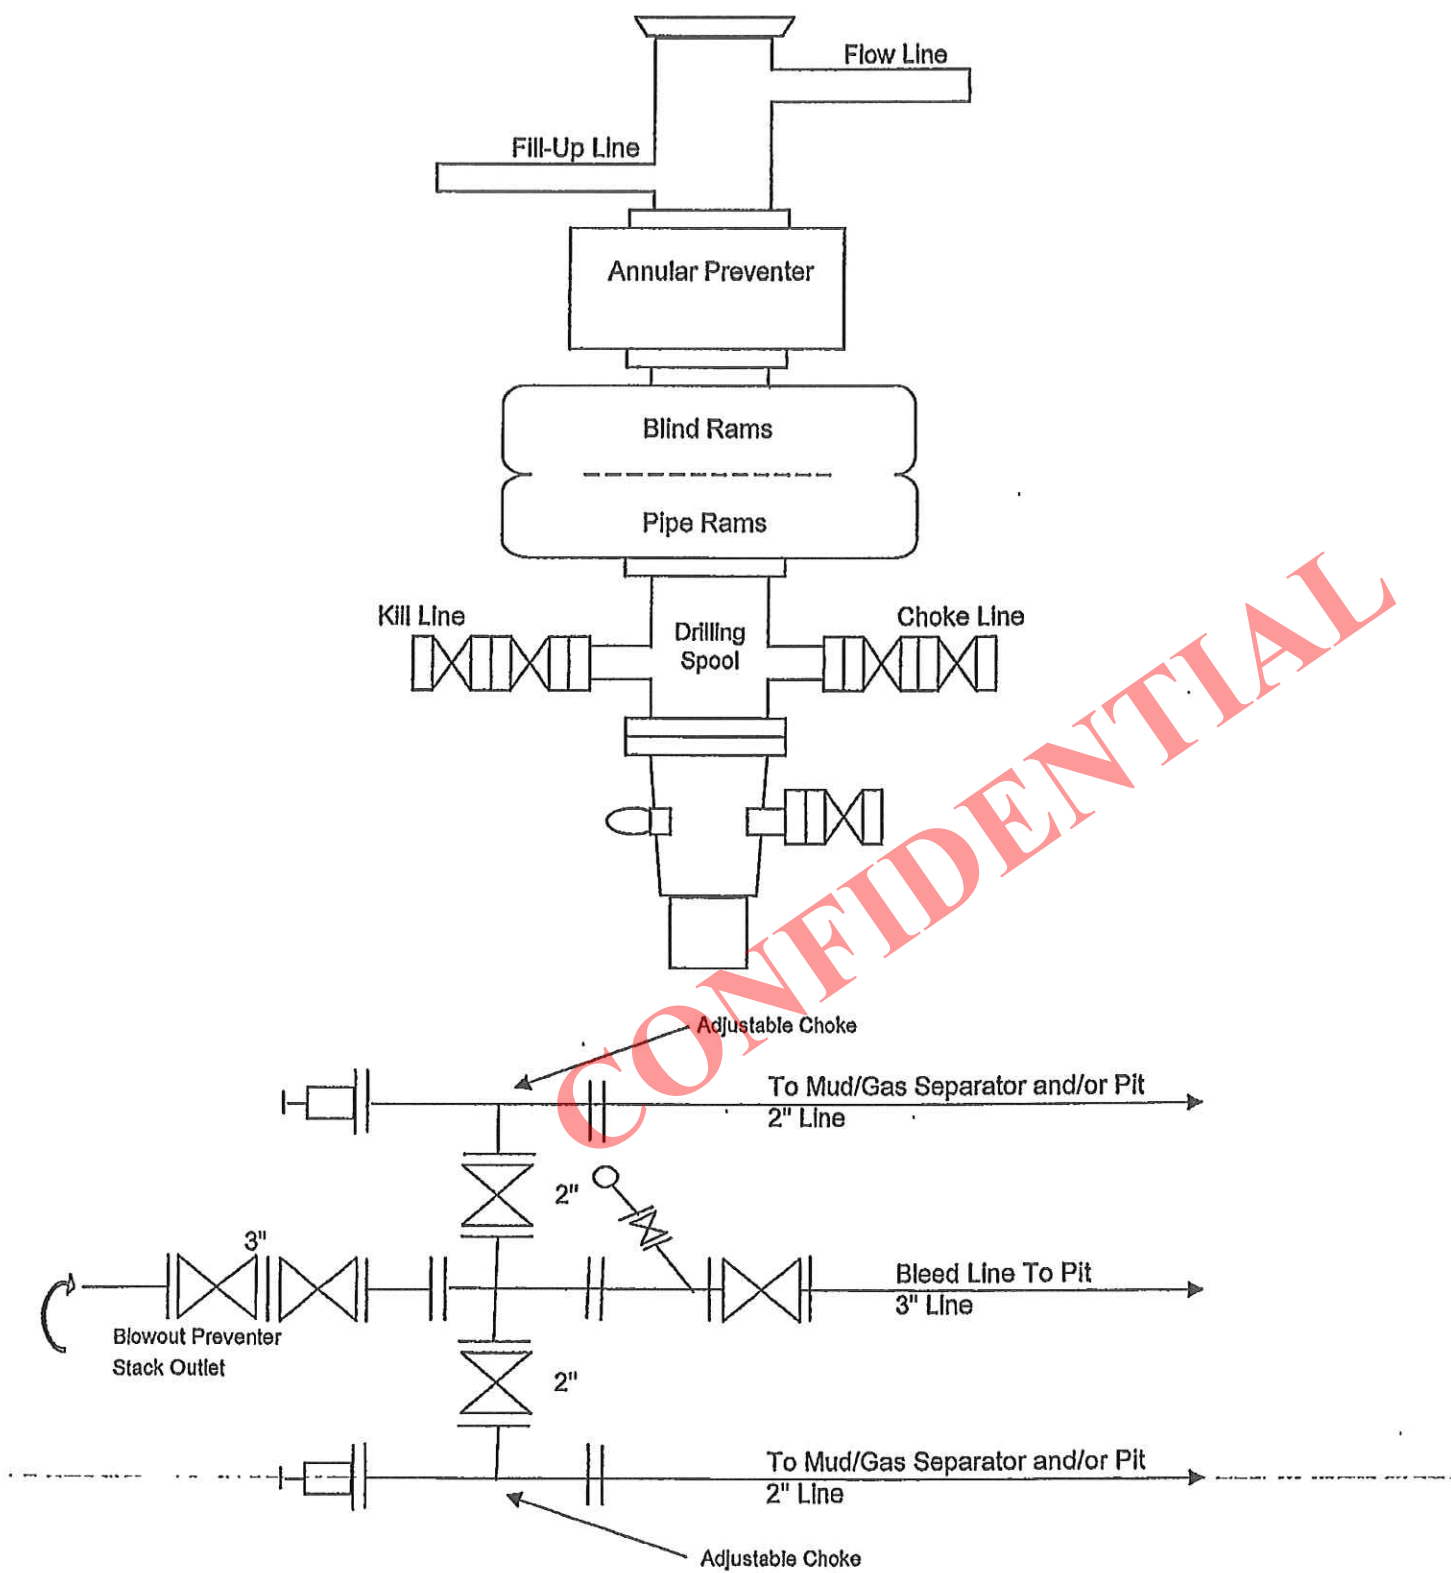 Flow Line
Fill-Up Line
Annular Preventer
Blind Rams
Pipe Rams
Kill Line
Choke Line
Drilling
Spool
CONFIDENTIAL
Adjustable Choke
To Mud/Gas Separator and/or Pit
2" Line
2"
3"
Bleed Line To Pit
3" Line
Blowout Preventer
Stack Outlet
2"
To Mud/Gas Separator and/or Pit
2" Line
Adjustable Choke